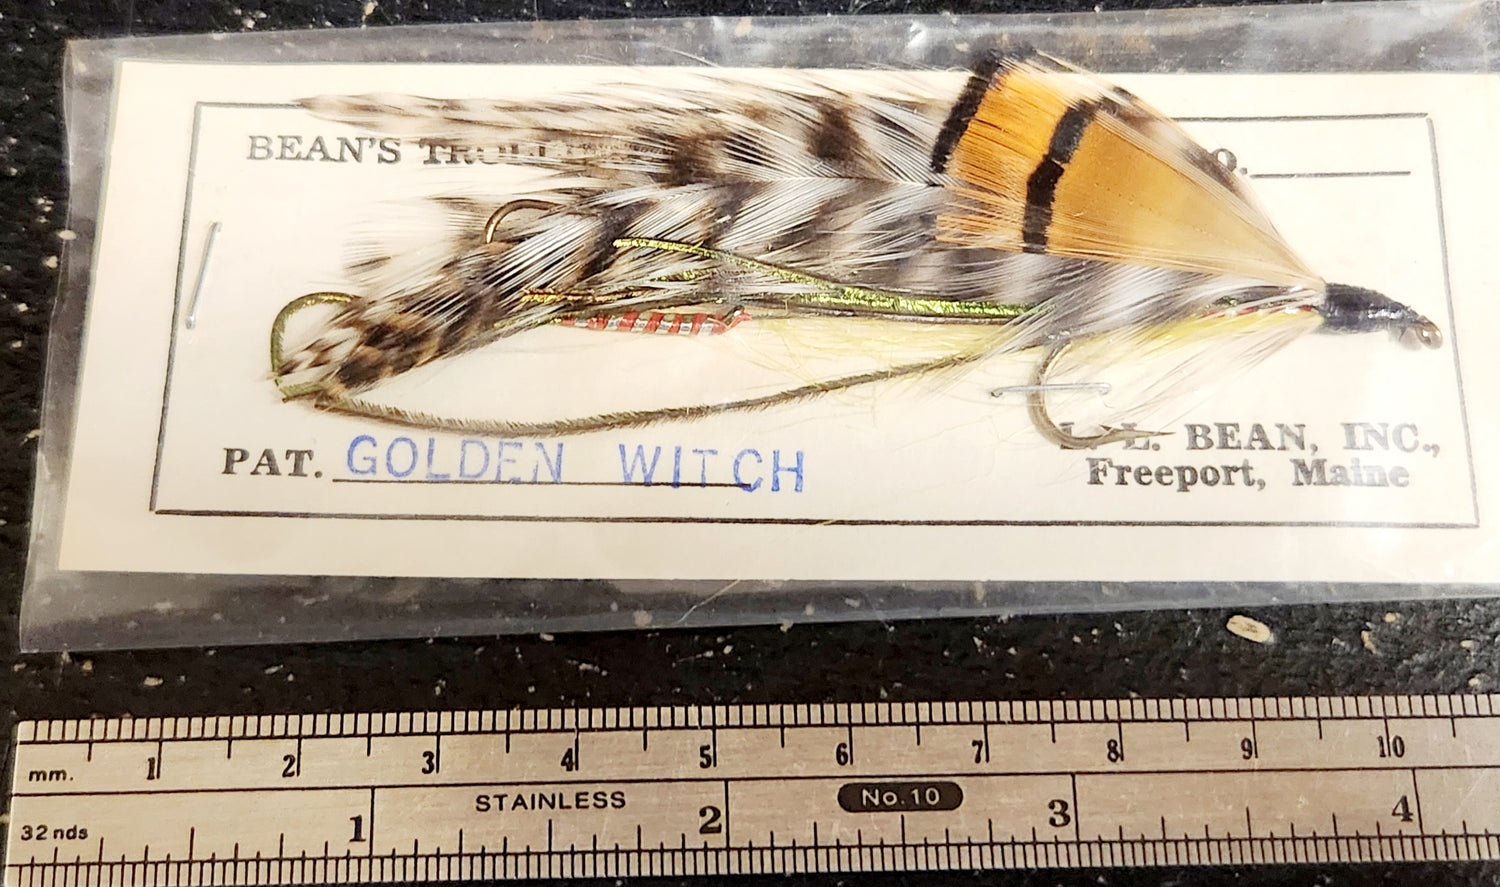 BEAN'S
PAT. GOLDEN WITCH
L. L. BEAN, INC.,
Freeport, Maine
mm. 1 2 3 4 5 6 7 8 9 10
STAINLESS No.10
32 nds 1 2 3 4